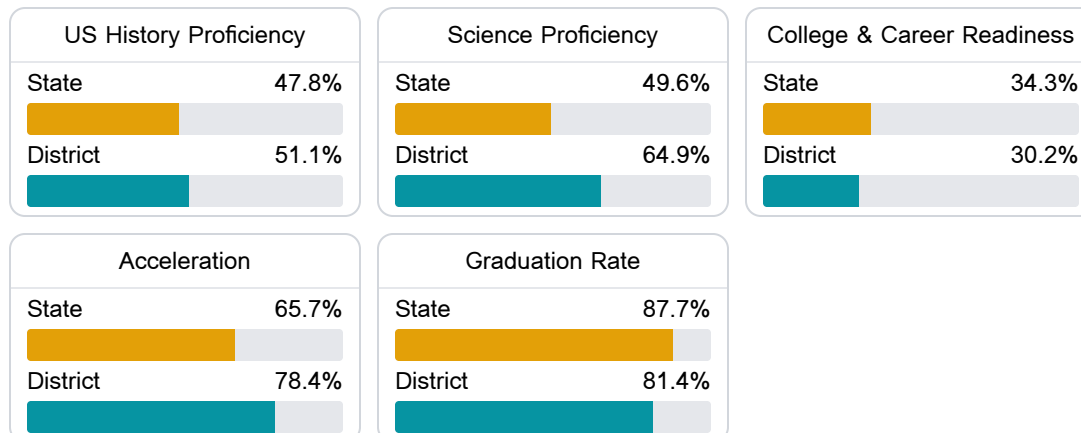 US History Proficiency
State 47.8%
District 51.1%
Science Proficiency
State 49.6%
District 64.9%
College & Career Readiness
State 34.3%
District 30.2%
Acceleration
State 65.7%
District 78.4%
Graduation Rate
State 87.7%
District 81.4%